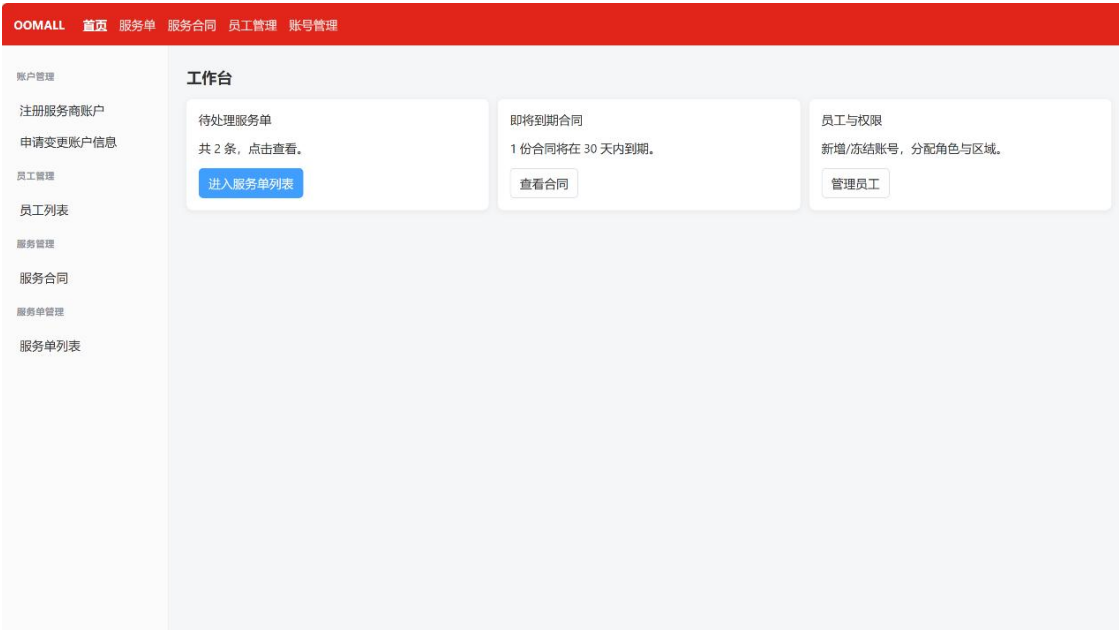 OOMALL 首页 服务单 服务合同 员工管理 账号管理
账户管理
注册服务商账户
申请变更账户信息
员工管理
员工列表
服务管理
服务合同
服务单管理
服务单列表
工作台
待处理服务单
共 2 条，点击查看。
进入服务单列表
即将到期合同
1 份合同将在 30 天内到期。
查看合同
员工与权限
新增/冻结账号，分配角色与区域。
管理员工